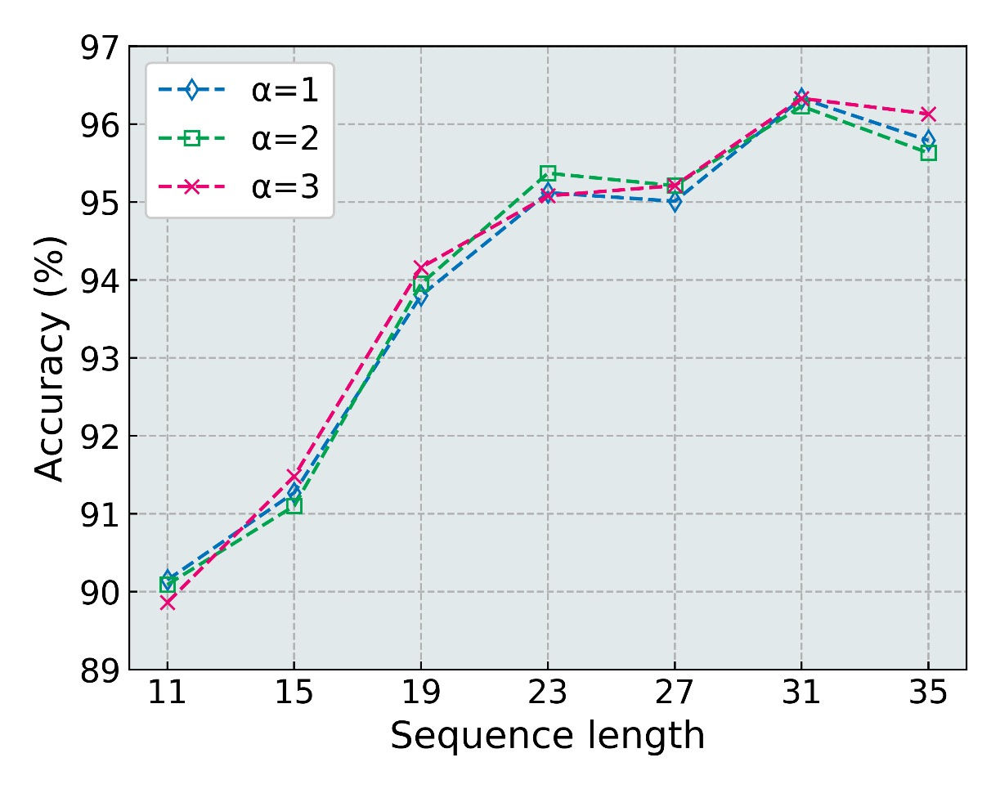 97
96
95
94
93
92
91
90
89
Accuracy (%)
α=1
α=2
α=3
11 15 19 23 27 31 35
Sequence length